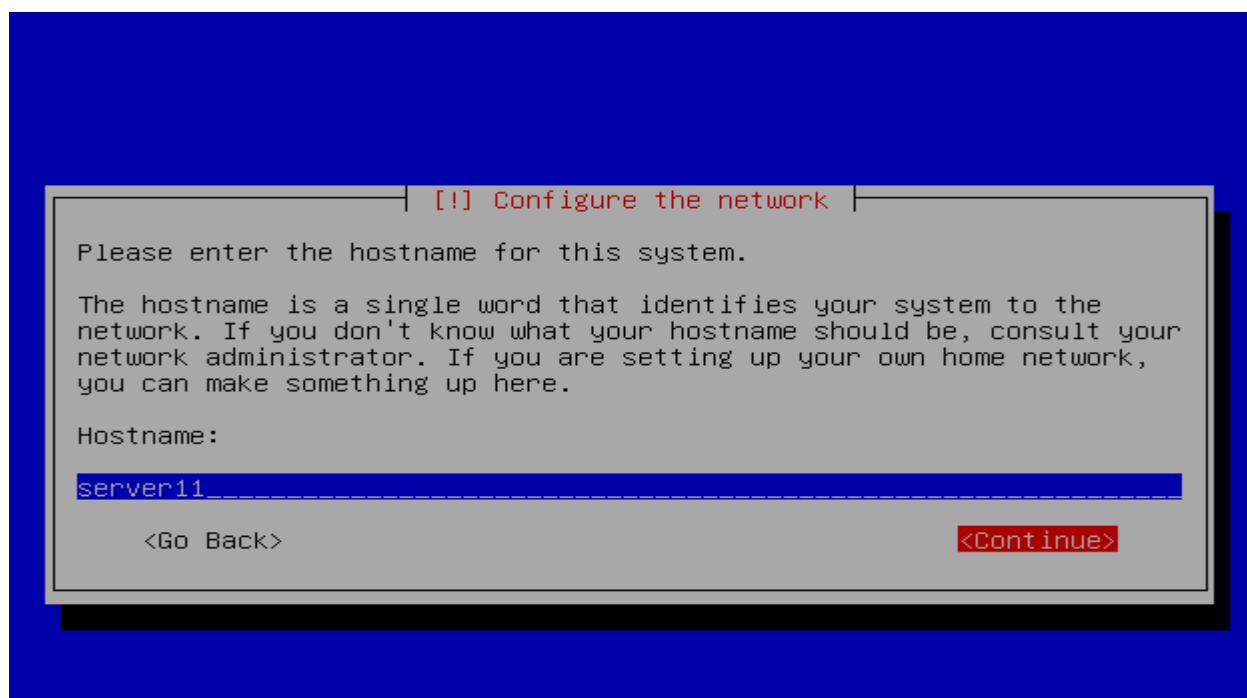 [!] Configure the network
Please enter the hostname for this system.
The hostname is a single word that identifies your system to the
network. If you don't know what your hostname should be, consult your
network administrator. If you are setting up your own home network,
you can make something up here.
Hostname:
server11_____________________________________________________________
<Go Back> <Continue>